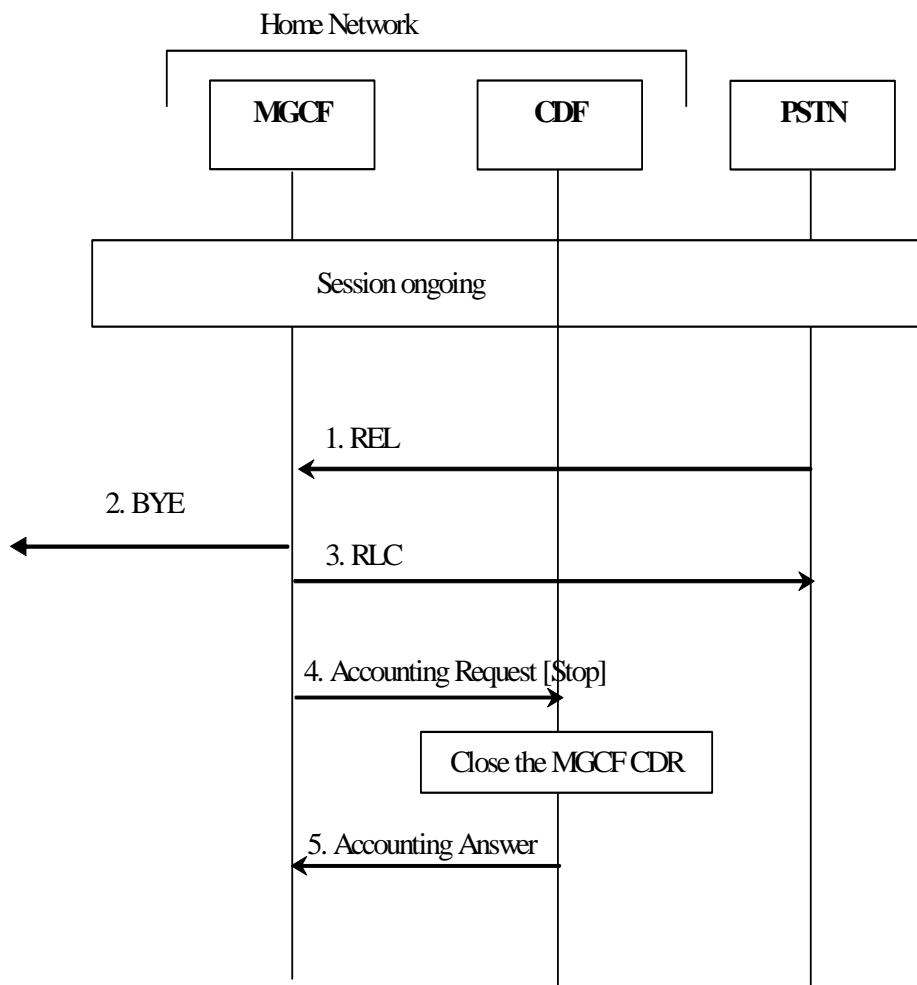 Home Network
MGCF
CDF
PSTN
Session ongoing
1. REL
2. BYE
3. RLC
4. Accounting Request [Stop]
Close the MGCF CDR
5. Accounting Answer